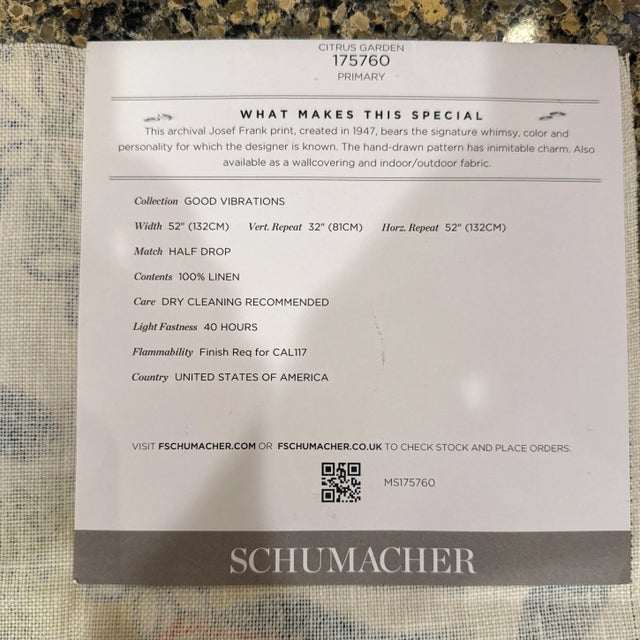 CITRUS GARDEN
175760
PRIMARY
WHAT MAKES THIS SPECIAL
This archival Josef Frank print, created in 1947, bears the signature whimsy, color and
personality for which the designer is known. The hand-drawn pattern has inimitable charm. Also
available as a wallcovering and indoor/outdoor fabric.
Collection GOOD VIBRATIONS
Width 52" (132CM) Vert. Repeat 32" (81CM) Horz. Repeat 52" (132CM)
Match HALF DROP
Contents 100% LINEN
Care DRY CLEANING RECOMMENDED
Light Fastness 40 HOURS
Flammability Finish Req for CAL117
Country UNITED STATES OF AMERICA
VISIT FSCHUMACHER.COM OR FSCHUMACHER.CO.UK TO CHECK STOCK AND PLACE ORDERS.
MS175760
SCHUMACHER